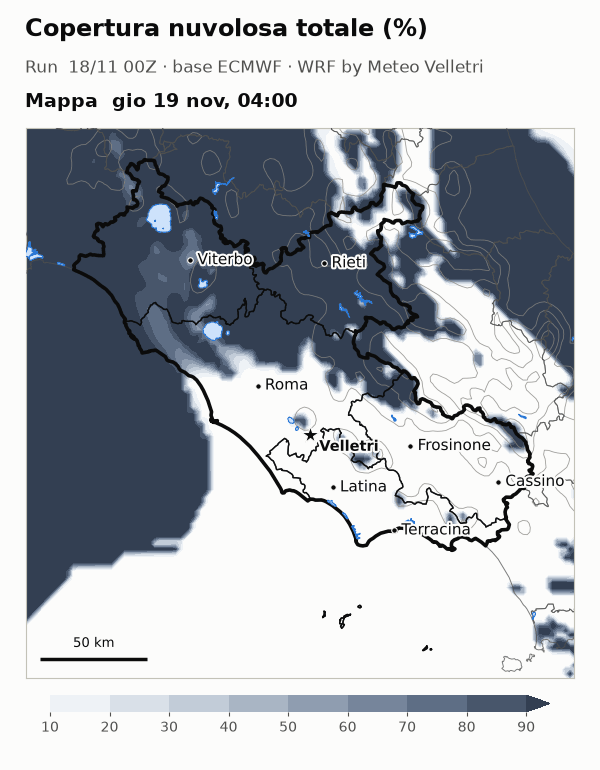 Copertura nuvolosa totale (%)
Run  18/11 00Z · base ECMWF · WRF by Meteo Velletri
Mappa  gio 19 nov, 04:00
Viterbo
Rieti
Roma
Velletri
Frosinone
Cassino
Latina
Terracina
50 km
10 20 30 40 50 60 70 80 90